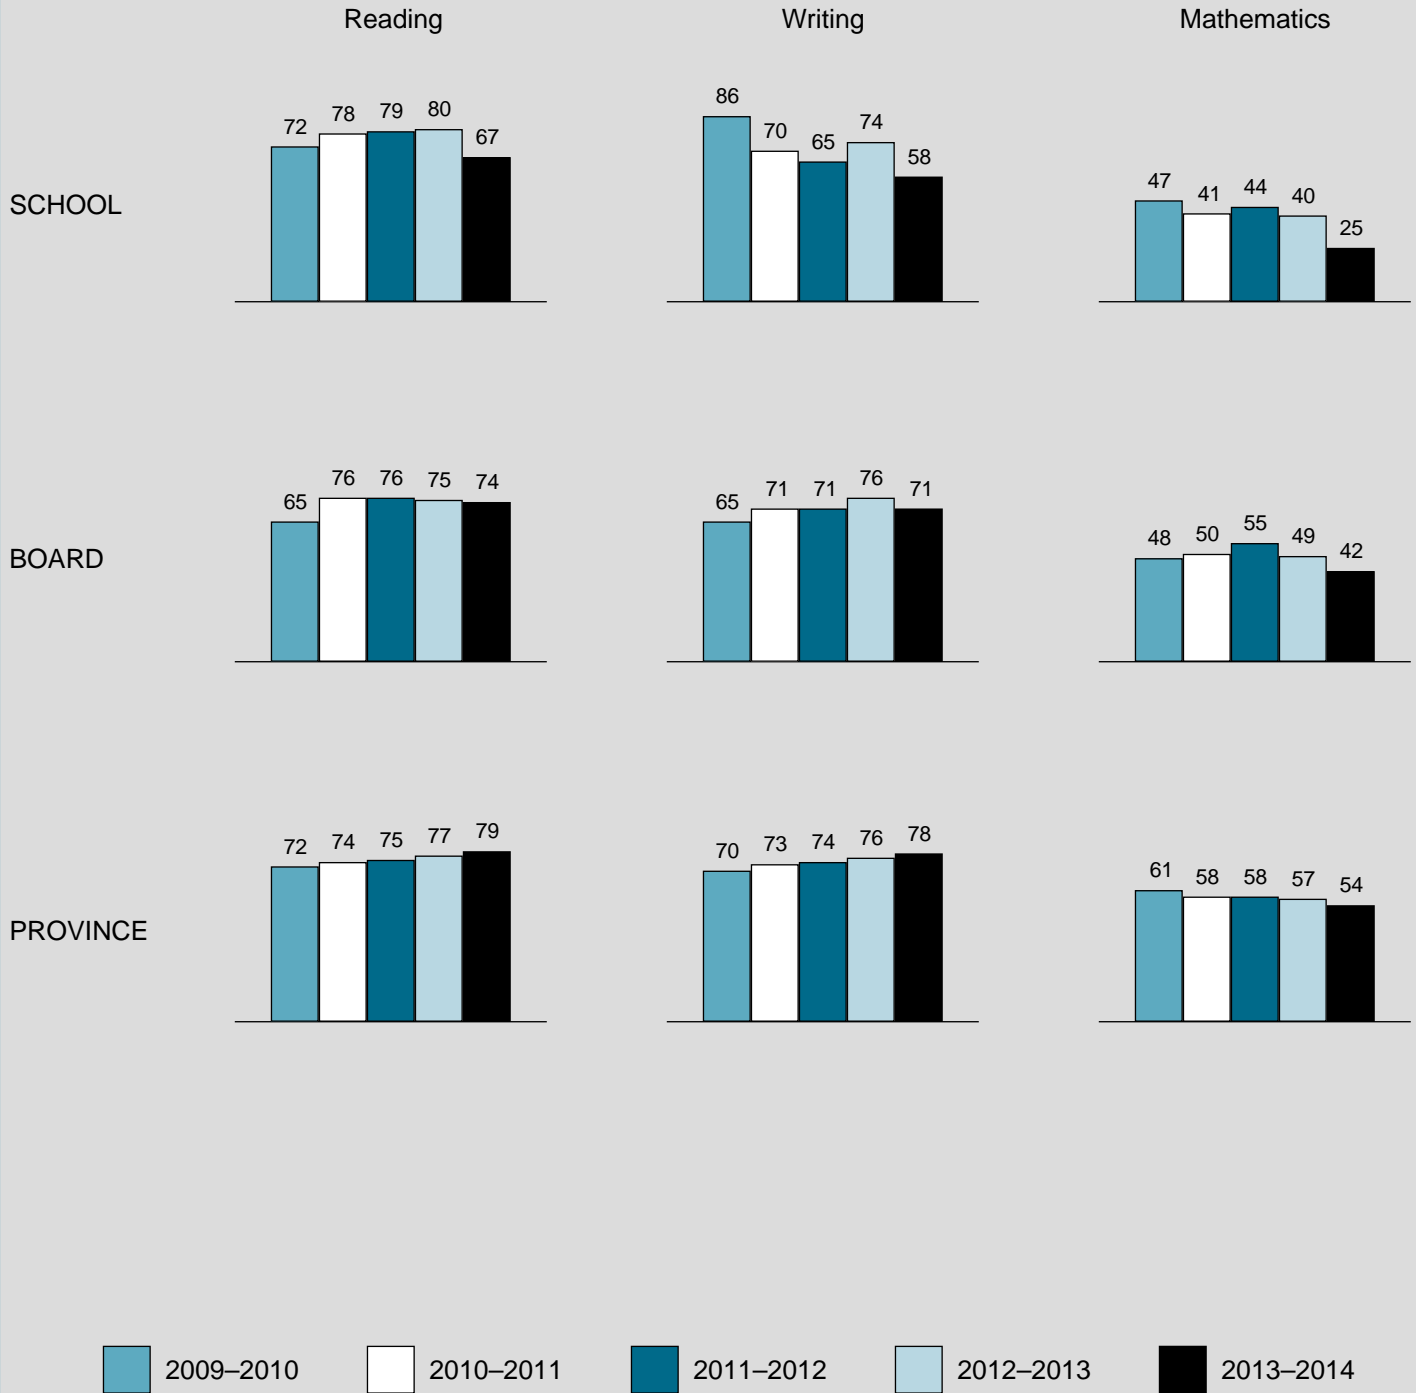 Reading Writing Mathematics
72 78 79 80 67 86 70 65 74 58 47 41 44 40 25
SCHOOL
65 76 76 75 74 65 71 71 76 71 48 50 55 49 42
BOARD
72 74 75 77 79 70 73 74 76 78 61 58 58 57 54
PROVINCE
2009–2010 2010–2011 2011–2012 2012–2013 2013–2014